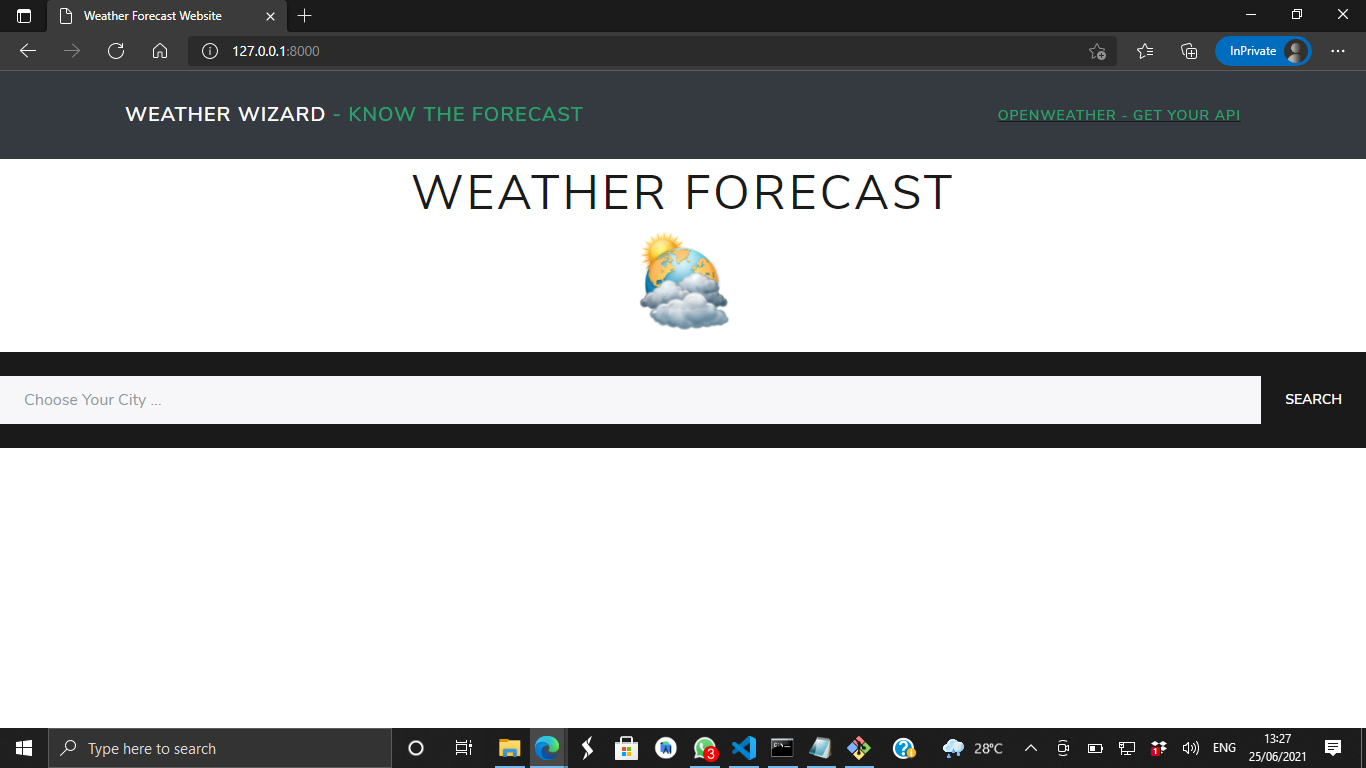 Weather Forecast Website
127.0.0.1:8000
InPrivate
WEATHER WIZARD - KNOW THE FORECAST
OPENWEATHER - GET YOUR API
WEATHER FORECAST
Choose Your City ...
SEARCH
Type here to search
3
28°C
1
ENG
13:27
25/06/2021